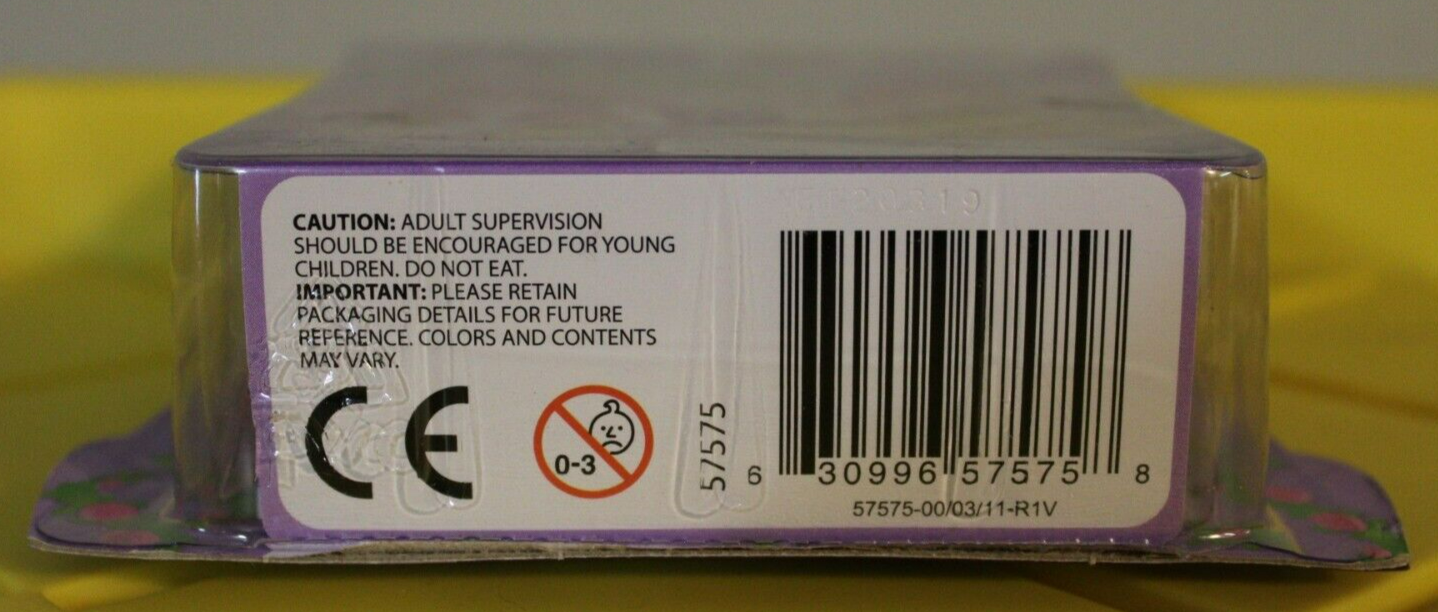 CAUTION: ADULT SUPERVISION
SHOULD BE ENCOURAGED FOR YOUNG
CHILDREN. DO NOT EAT.
IMPORTANT: PLEASE RETAIN
PACKAGING DETAILS FOR FUTURE
REFERENCE. COLORS AND CONTENTS
MAY VARY.
CE
0-3
57575
6 30996 57575 8
57575-00/03/11-R1V